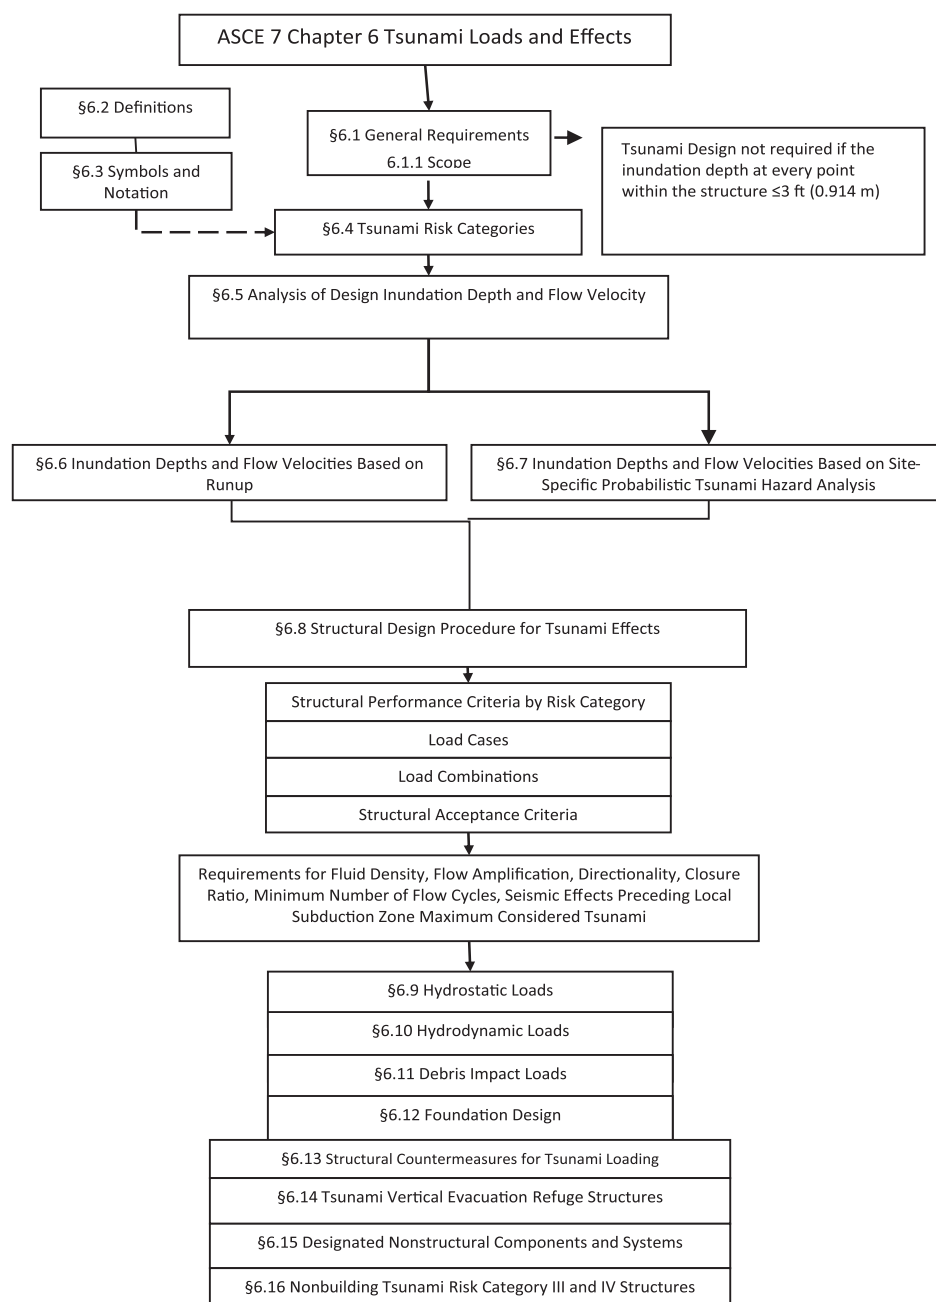 ASCE 7 Chapter 6 Tsunami Loads and Effects
§6.2 Definitions
§6.3 Symbols and
Notation
§6.1 General Requirements
6.1.1 Scope
Tsunami Design not required if the
inundation depth at every point
within the structure ≤3 ft (0.914 m)
§6.4 Tsunami Risk Categories
§6.5 Analysis of Design Inundation Depth and Flow Velocity
§6.6 Inundation Depths and Flow Velocities Based on
Runup
§6.7 Inundation Depths and Flow Velocities Based on Site-
Specific Probabilistic Tsunami Hazard Analysis
§6.8 Structural Design Procedure for Tsunami Effects
Structural Performance Criteria by Risk Category
Load Cases
Load Combinations
Structural Acceptance Criteria
Requirements for Fluid Density, Flow Amplification, Directionality, Closure
Ratio, Minimum Number of Flow Cycles, Seismic Effects Preceding Local
Subduction Zone Maximum Considered Tsunami
§6.9 Hydrostatic Loads
§6.10 Hydrodynamic Loads
§6.11 Debris Impact Loads
§6.12 Foundation Design
§6.13 Structural Countermeasures for Tsunami Loading
§6.14 Tsunami Vertical Evacuation Refuge Structures
§6.15 Designated Nonstructural Components and Systems
§6.16 Nonbuilding Tsunami Risk Category III and IV Structures